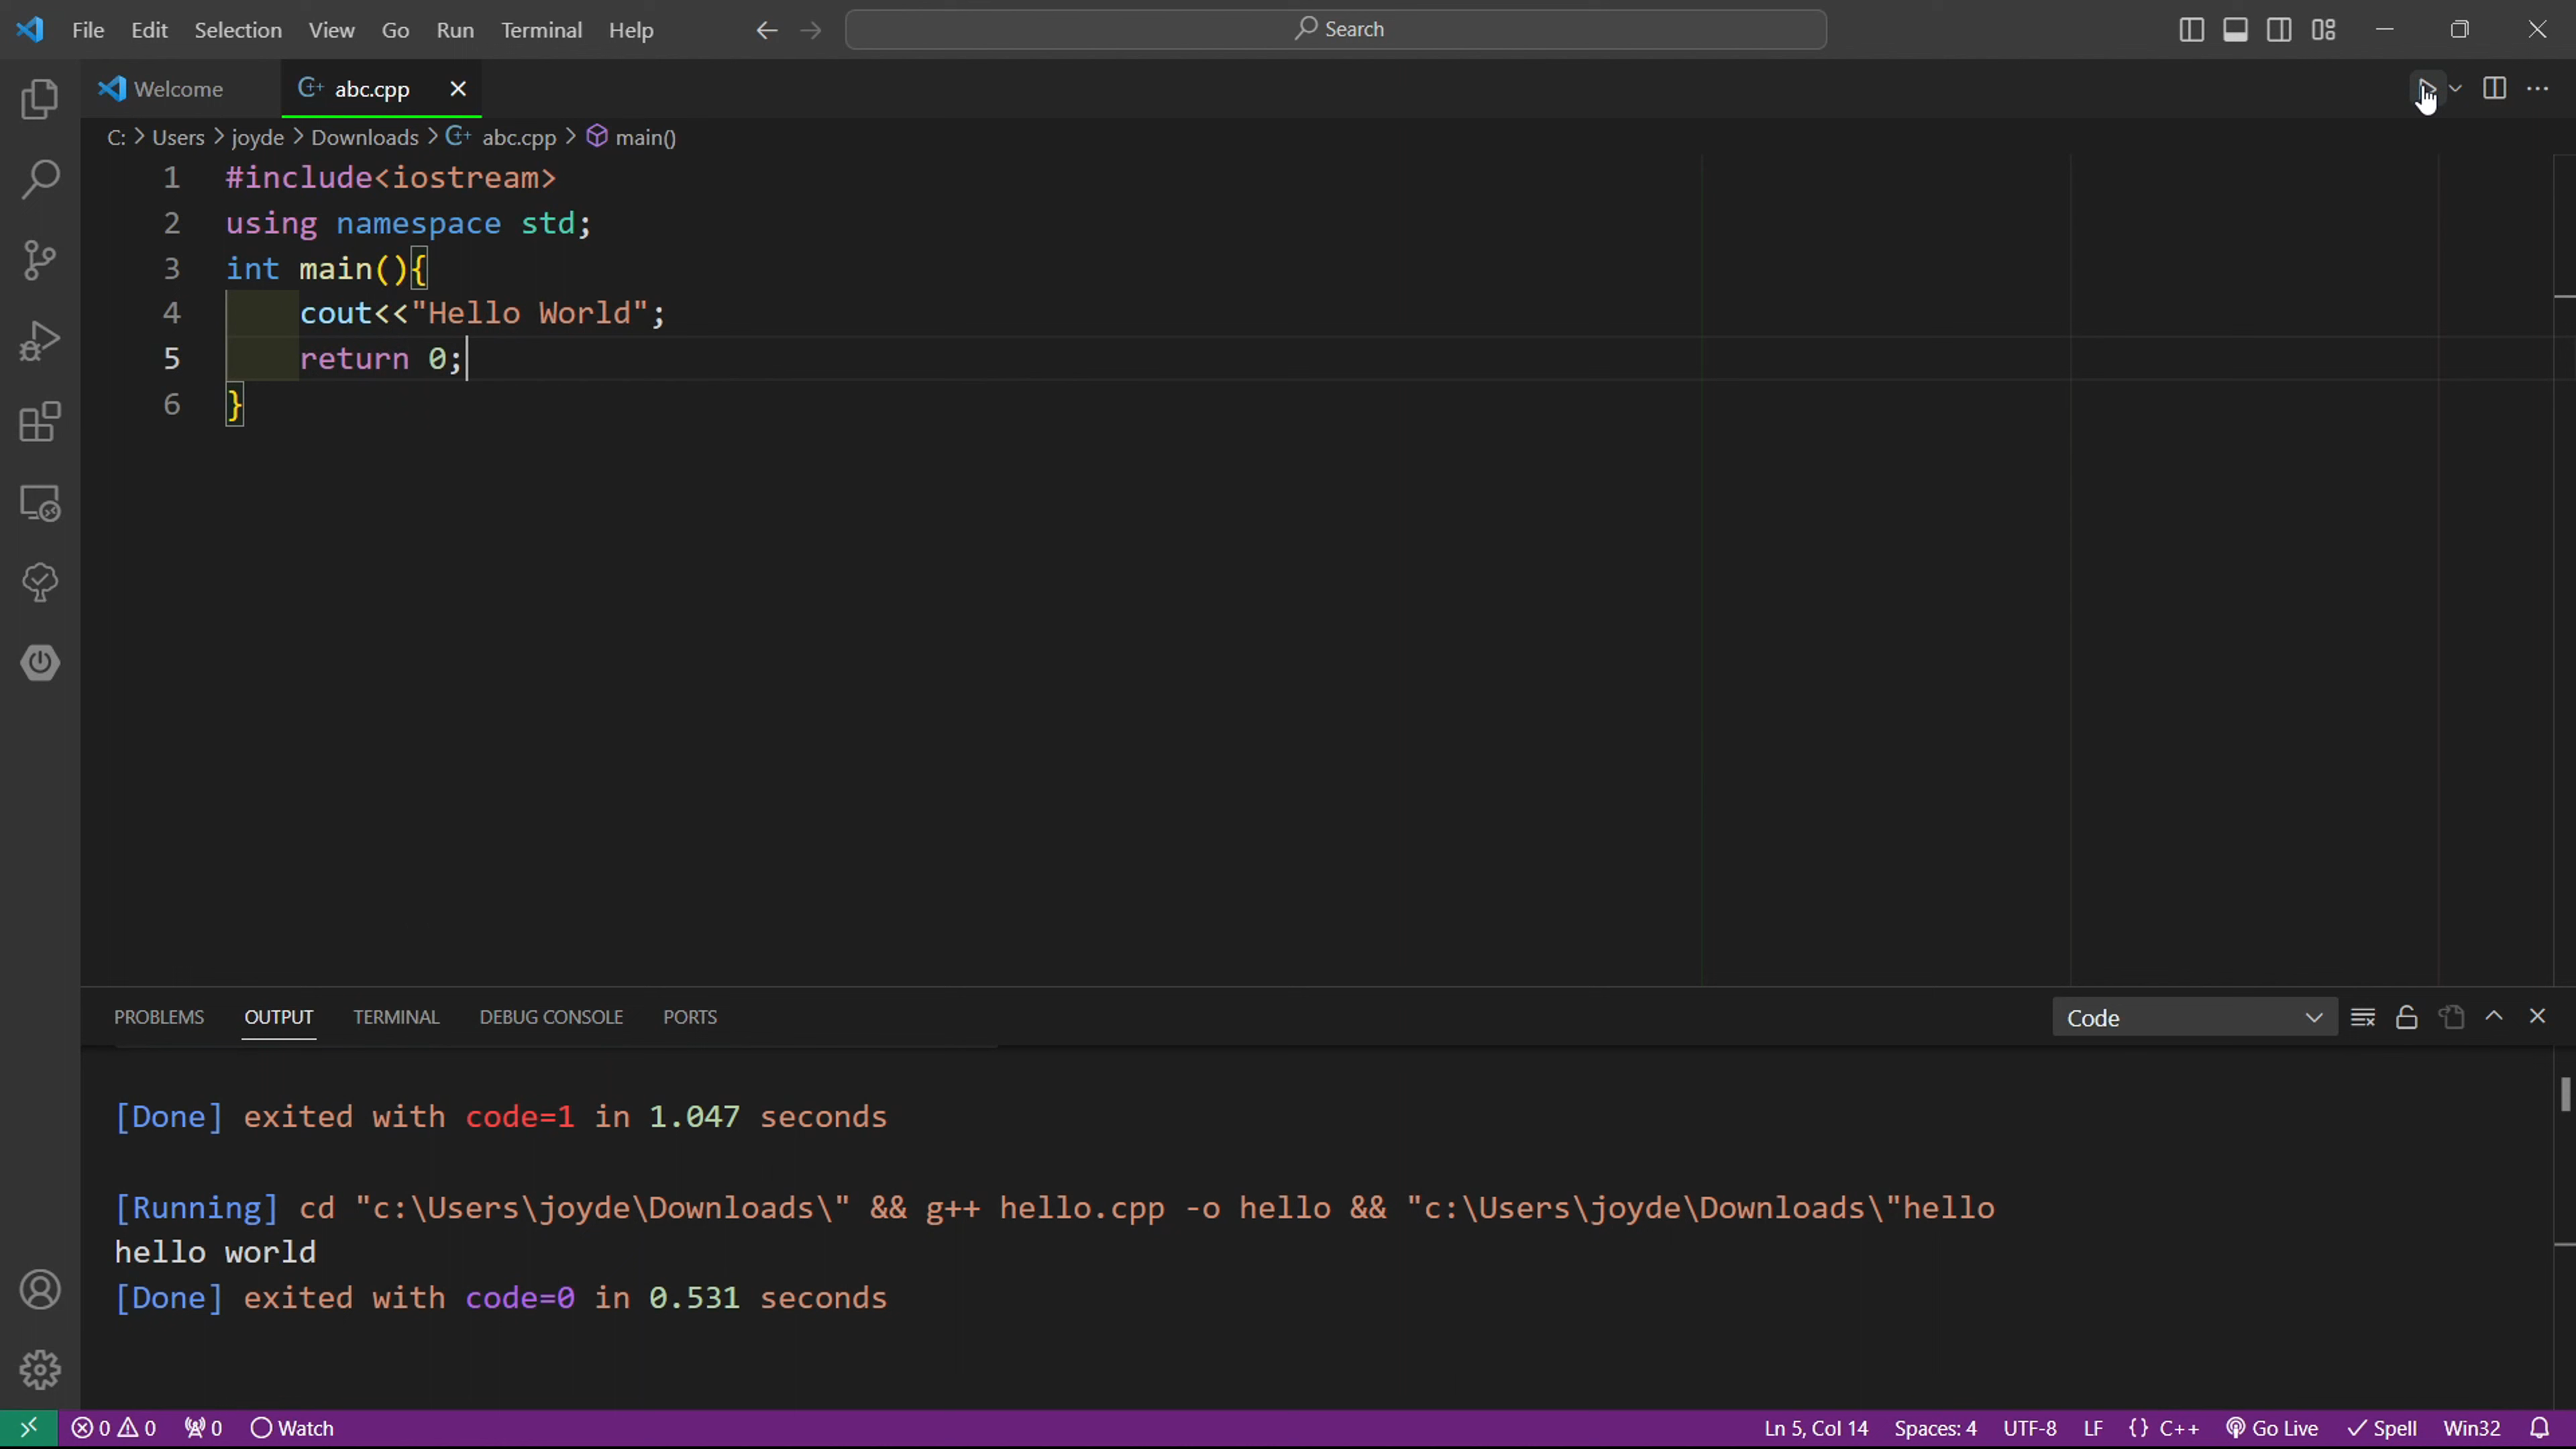 File Edit Selection View Go Run Terminal Help Search
Welcome abc.cpp
C: > Users > joyde > Downloads > abc.cpp > main()
1 #include<iostream>
2 using namespace std;
3 int main(){
4 cout<<"Hello World";
5 return 0;
6 }
PROBLEMS OUTPUT TERMINAL DEBUG CONSOLE PORTS Code
[Done] exited with code=1 in 1.047 seconds
[Running] cd "c:\Users\joyde\Downloads\" && g++ hello.cpp -o hello && "c:\Users\joyde\Downloads\"hello
hello world
[Done] exited with code=0 in 0.531 seconds
0 0 0 Watch Ln 5, Col 14 Spaces: 4 UTF-8 LF {} C++ Go Live Spell Win32